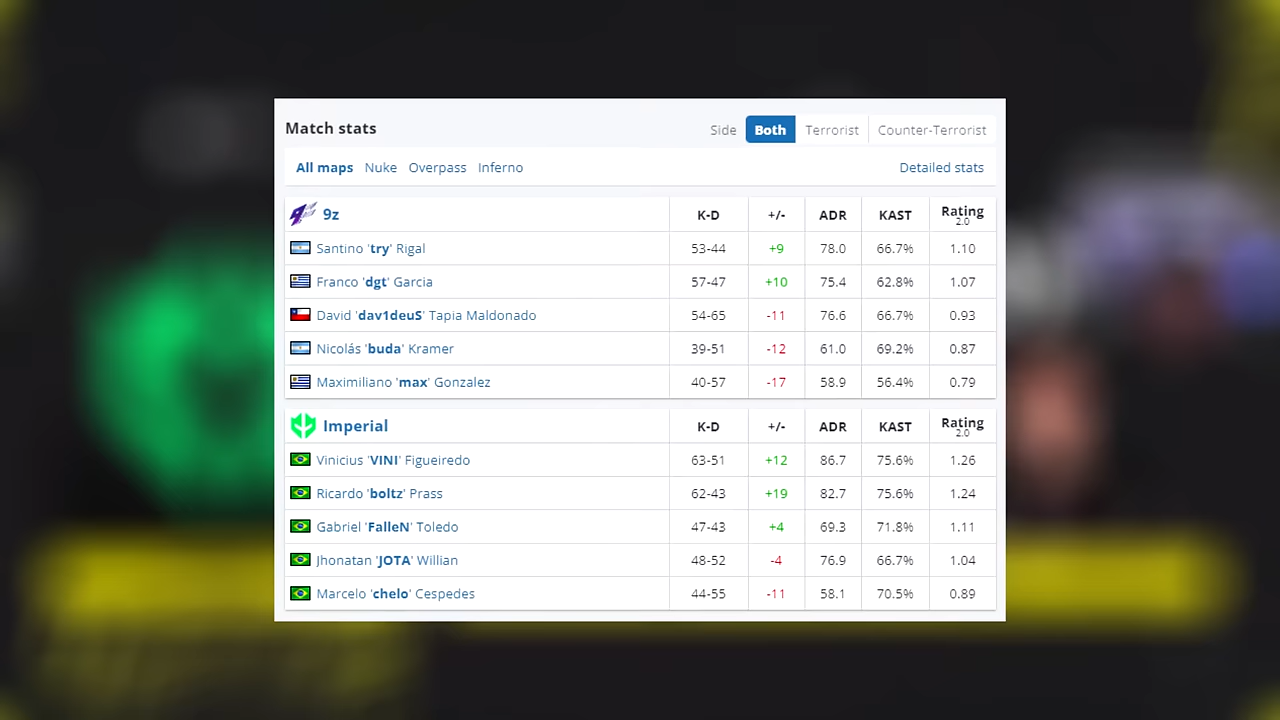 Match stats Side Both Terrorist Counter-Terrorist
All maps Nuke Overpass Inferno Detailed stats
9z K-D +/- ADR KAST Rating 2.0
Santino 'try' Rigal 53-44 +9 78.0 66.7% 1.10
Franco 'dgt' Garcia 57-47 +10 75.4 62.8% 1.07
David 'dav1deuS' Tapia Maldonado 54-65 -11 76.6 66.7% 0.93
Nicolás 'buda' Kramer 39-51 -12 61.0 69.2% 0.87
Maximiliano 'max' Gonzalez 40-57 -17 58.9 56.4% 0.79
Imperial K-D +/- ADR KAST Rating 2.0
Vinicius 'VINI' Figueiredo 63-51 +12 86.7 75.6% 1.26
Ricardo 'boltz' Prass 62-43 +19 82.7 75.6% 1.24
Gabriel 'FalleN' Toledo 47-43 +4 69.3 71.8% 1.11
Jhonatan 'JOTA' Willian 48-52 -4 76.9 66.7% 1.04
Marcelo 'chelo' Cespedes 44-55 -11 58.1 70.5% 0.89